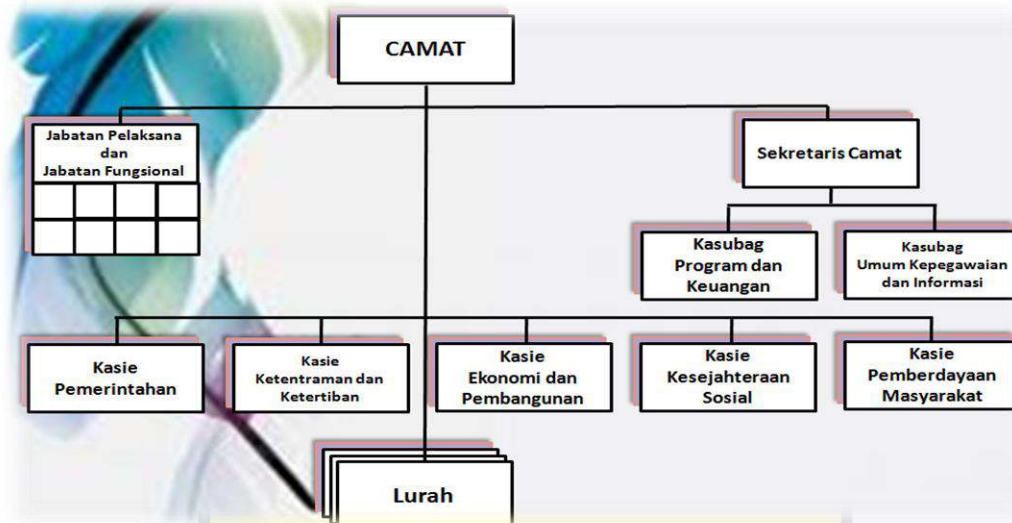 CAMAT
Jabatan Pelaksana
dan
Jabatan Fungsional
Sekretaris Camat
Kasubag
Program dan
Keuangan
Kasubag
Umum Kepegawaian
dan Informasi
Kasie
Pemerintahan
Kasie
Ketentraman dan
Ketertiban
Kasie
Ekonomi dan
Pembangunan
Kasie
Kesejahteraan
Sosial
Kasie
Pemberdayaan
Masyarakat
Lurah